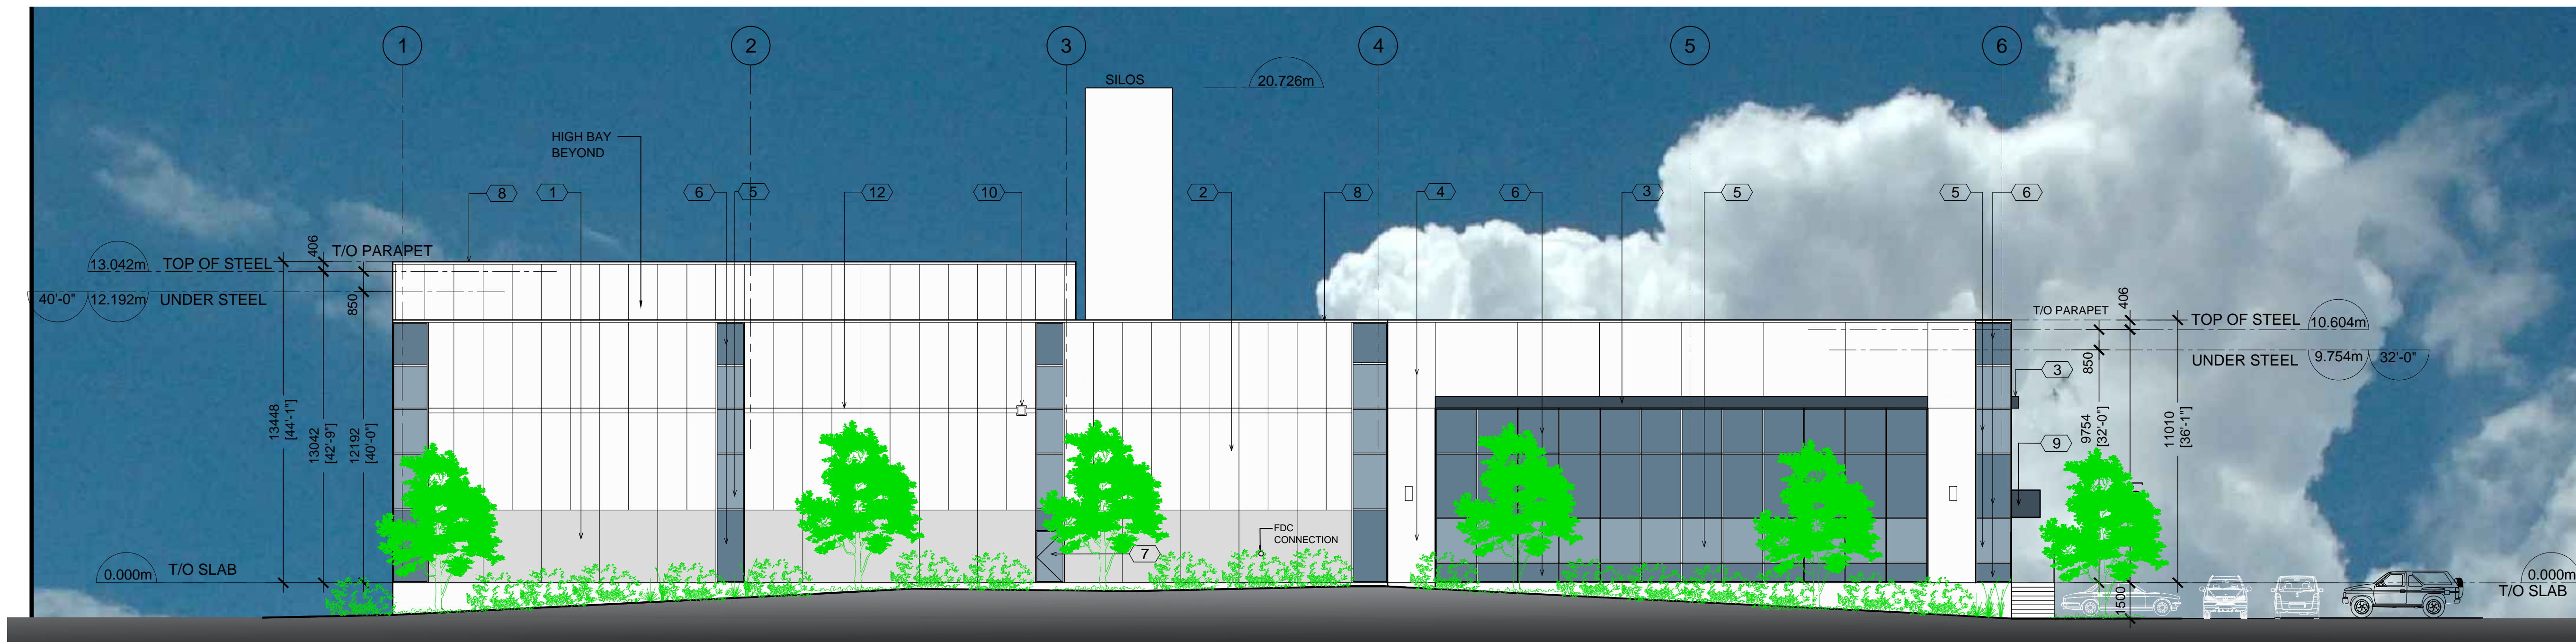 1
2
3
4
5
6
SILOS
20.726m
HIGH BAY
BEYOND
8
1
6
5
12
10
2
8
4
6
3
5
5
6
406
T/O PARAPET
13.042m
TOP OF STEEL
40'-0"
12.192m
UNDER STEEL
850
13448
[44'-1"]
13042
[42'-9"]
12192
[40'-0"]
0.000m
T/O SLAB
FDC
CONNECTION
7
T/O PARAPET
406
TOP OF STEEL
10.604m
UNDER STEEL
9.754m
32'-0"
850
3
9
9754
[32'-0"]
11010
[36'-1"]
1500
0.000m
T/O SLAB